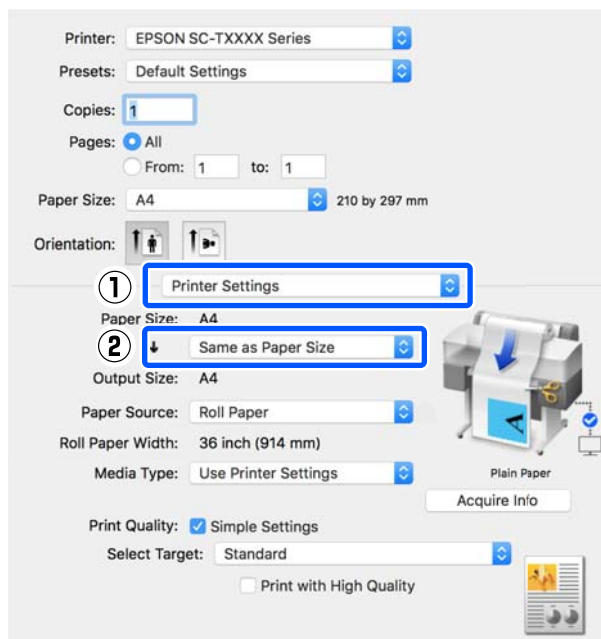 Printer: EPSON SC-TXXXX Series
Presets: Default Settings
Copies: 1
Pages: All
From: 1 to: 1
Paper Size: A4 210 by 297 mm
Orientation:
① Printer Settings
Paper Size: A4
② Same as Paper Size
Output Size: A4
Paper Source: Roll Paper
Roll Paper Width: 36 inch (914 mm)
Media Type: Use Printer Settings
Plain Paper
Acquire Info
Print Quality: Simple Settings
Select Target: Standard
Print with High Quality